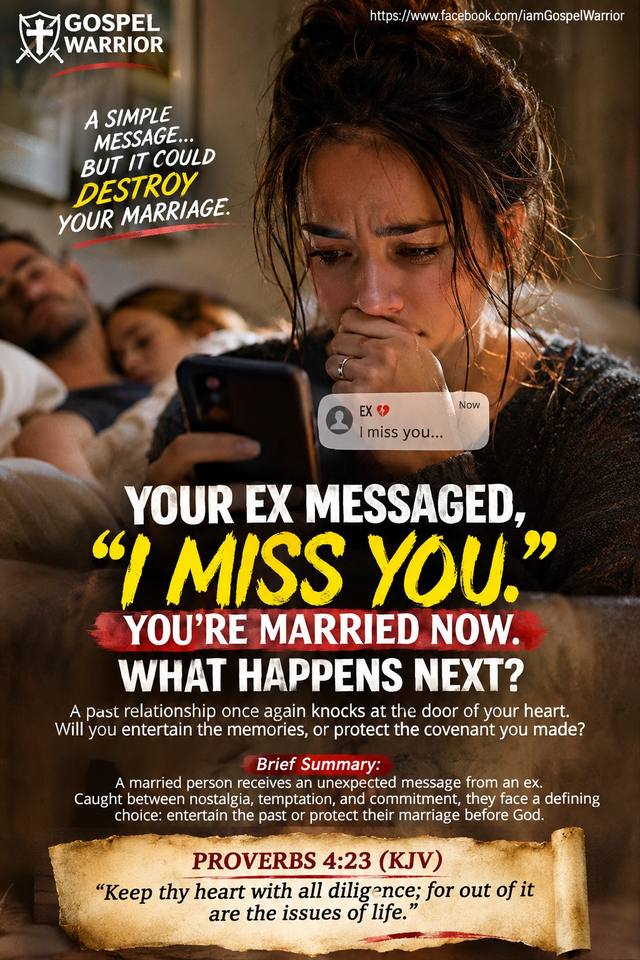 GOSPEL
WARRIOR
https://www.facebook.com/iamGospelWarrior
A SIMPLE
MESSAGE...
BUT IT COULD
DESTROY
YOUR MARRIAGE.
EX 💔 Now
I miss you...
YOUR EX MESSAGED,
“I MISS YOU.”
YOU'RE MARRIED NOW.
WHAT HAPPENS NEXT?
A past relationship once again knocks at the door of your heart.
Will you entertain the memories, or protect the covenant you made?
Brief Summary:
A married person receives an unexpected message from an ex.
Caught between nostalgia, temptation, and commitment, they face a defining
choice: entertain the past or protect their marriage before God.
PROVERBS 4:23 (KJV)
“Keep thy heart with all diligence; for out of it
are the issues of life.”